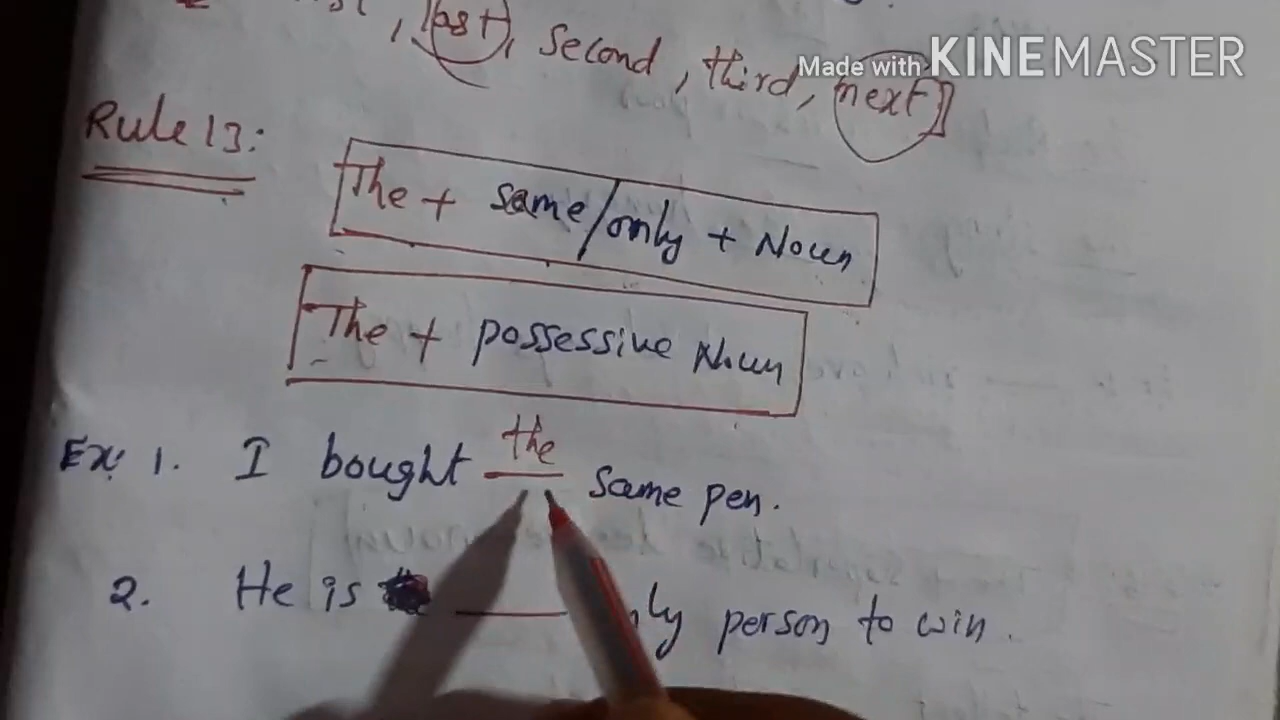 , last, second, third, next]
Made with KINEMASTER
Rule 13:
The + same/only + Noun
The + possessive Noun
Ex: 1. I bought the same pen.
2. He is ____ person to win.